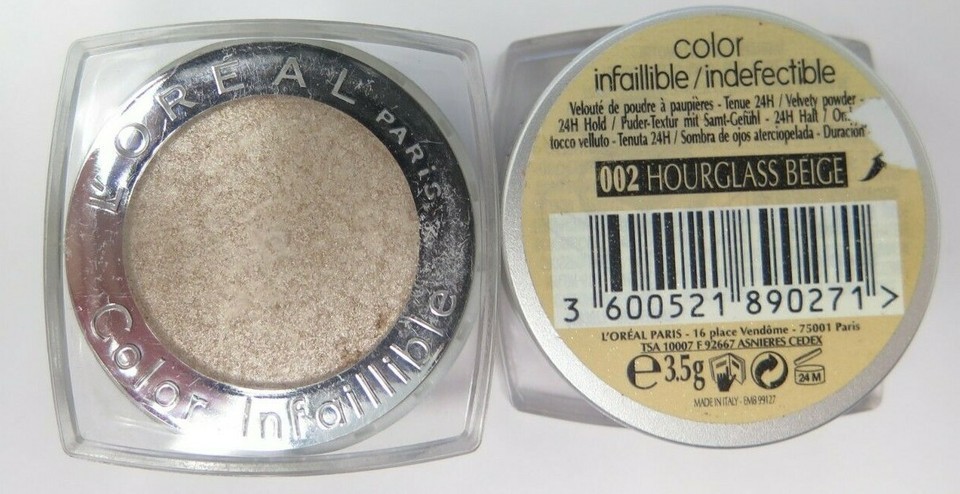 L'ORÉAL PARIS
Color Infaillible
color
infaillible/indefectible
Velouté de poudre à paupières - Tenue 24H / Velvety powder -
24H Hold / Puder-Textur mit Samt-Gefühl - 24H Halt /
tocco velluto - Tenuta 24H / Sombra de ojos aterciopelada - Duración
002 HOURGLASS BEIGE
3 600521 890271 >
L'ORÉAL PARIS - 16 place Vendôme - 75001 Paris
TSA 10007 F 92667 ASNIERES CEDEX
e 3.5g 24 M
MADE IN ITALY - EMB 99127